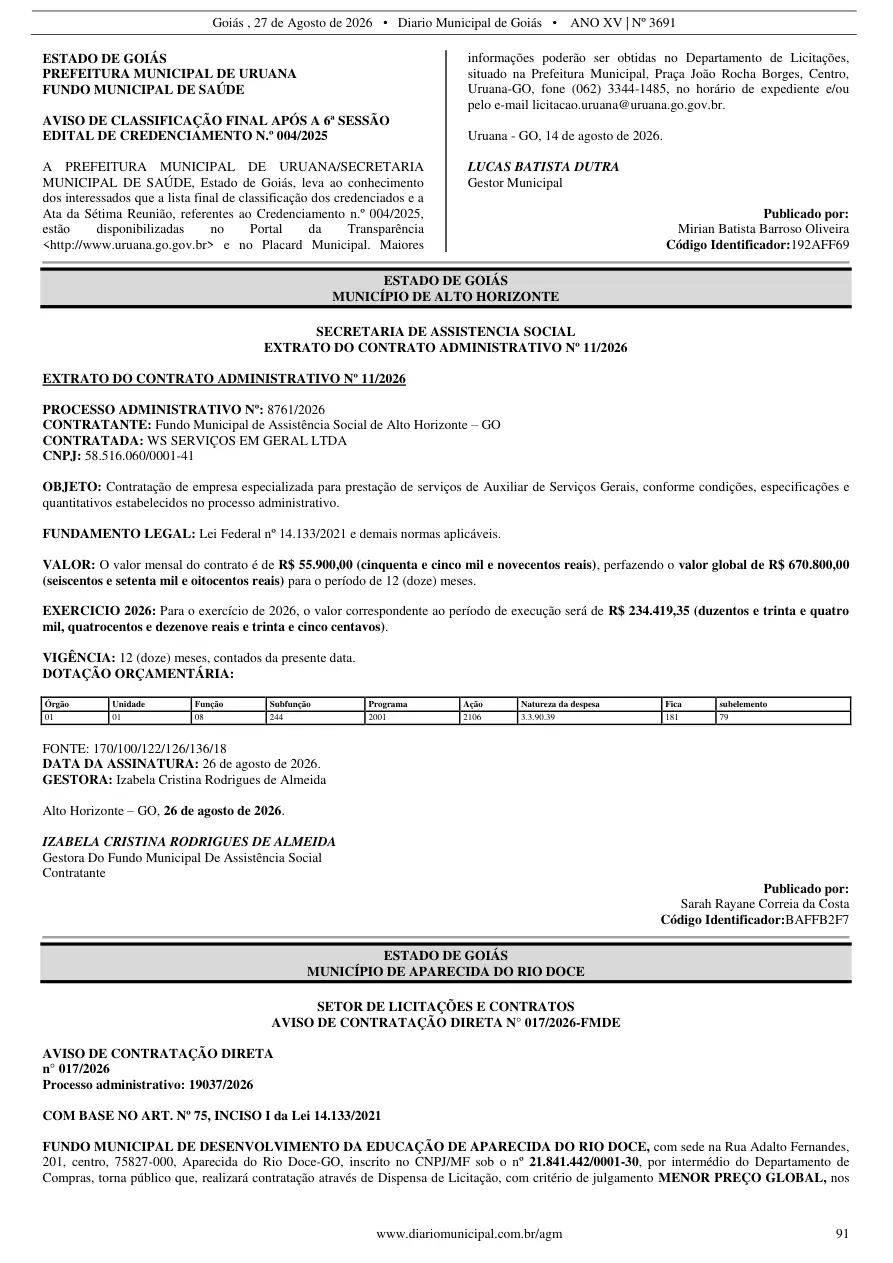 Goiás , 27 de Agosto de 2026 • Diario Municipal de Goiás • ANO XV | Nº 3691
ESTADO DE GOIÁS
PREFEITURA MUNICIPAL DE URUANA
FUNDO MUNICIPAL DE SAÚDE
AVISO DE CLASSIFICAÇÃO FINAL APÓS A 6ª SESSÃO
EDITAL DE CREDENCIAMENTO N.º 004/2025
A PREFEITURA MUNICIPAL DE URUANA/SECRETARIA
MUNICIPAL DE SAÚDE, Estado de Goiás, leva ao conhecimento
dos interessados que a lista final de classificação dos credenciados e a
Ata da Sétima Reunião, referentes ao Credenciamento n.º 004/2025,
estão disponibilizadas no Portal da Transparência
<http://www.uruana.go.gov.br> e no Placard Municipal. Maiores
informações poderão ser obtidas no Departamento de Licitações,
situado na Prefeitura Municipal, Praça João Rocha Borges, Centro,
Uruana-GO, fone (062) 3344-1485, no horário de expediente e/ou
pelo e-mail licitacao.uruana@uruana.go.gov.br.
Uruana - GO, 14 de agosto de 2026.
LUCAS BATISTA DUTRA
Gestor Municipal
Publicado por:
Mirian Batista Barroso Oliveira
Código Identificador:192AFF69
ESTADO DE GOIÁS
MUNICÍPIO DE ALTO HORIZONTE
SECRETARIA DE ASSISTENCIA SOCIAL
EXTRATO DO CONTRATO ADMINISTRATIVO Nº 11/2026
EXTRATO DO CONTRATO ADMINISTRATIVO Nº 11/2026
PROCESSO ADMINISTRATIVO Nº: 8761/2026
CONTRATANTE: Fundo Municipal de Assistência Social de Alto Horizonte – GO
CONTRATADA: WS SERVIÇOS EM GERAL LTDA
CNPJ: 58.516.060/0001-41
OBJETO: Contratação de empresa especializada para prestação de serviços de Auxiliar de Serviços Gerais, conforme condições, especificações e
quantitativos estabelecidos no processo administrativo.
FUNDAMENTO LEGAL: Lei Federal nº 14.133/2021 e demais normas aplicáveis.
VALOR: O valor mensal do contrato é de R$ 55.900,00 (cinquenta e cinco mil e novecentos reais), perfazendo o valor global de R$ 670.800,00
(seiscentos e setenta mil e oitocentos reais) para o período de 12 (doze) meses.
EXERCICIO 2026: Para o exercício de 2026, o valor correspondente ao período de execução será de R$ 234.419,35 (duzentos e trinta e quatro
mil, quatrocentos e dezenove reais e trinta e cinco centavos).
VIGÊNCIA: 12 (doze) meses, contados da presente data.
DOTAÇÃO ORÇAMENTÁRIA:
Órgão Unidade Função Subfunção Programa Ação Natureza da despesa Fica subelemento
01 01 08 244 2001 2106 3.3.90.39 181 79
FONTE: 170/100/122/126/136/18
DATA DA ASSINATURA: 26 de agosto de 2026.
GESTORA: Izabela Cristina Rodrigues de Almeida
Alto Horizonte – GO, 26 de agosto de 2026.
IZABELA CRISTINA RODRIGUES DE ALMEIDA
Gestora Do Fundo Municipal De Assistência Social
Contratante
Publicado por:
Sarah Rayane Correia da Costa
Código Identificador:BAFFB2F7
ESTADO DE GOIÁS
MUNICÍPIO DE APARECIDA DO RIO DOCE
SETOR DE LICITAÇÕES E CONTRATOS
AVISO DE CONTRATAÇÃO DIRETA N° 017/2026-FMDE
AVISO DE CONTRATAÇÃO DIRETA
n° 017/2026
Processo administrativo: 19037/2026
COM BASE NO ART. Nº 75, INCISO I da Lei 14.133/2021
FUNDO MUNICIPAL DE DESENVOLVIMENTO DA EDUCAÇÃO DE APARECIDA DO RIO DOCE, com sede na Rua Adalto Fernandes,
201, centro, 75827-000, Aparecida do Rio Doce-GO, inscrito no CNPJ/MF sob o nº 21.841.442/0001-30, por intermédio do Departamento de
Compras, torna público que, realizará contratação através de Dispensa de Licitação, com critério de julgamento MENOR PREÇO GLOBAL, nos
www.diariomunicipal.com.br/agm 91